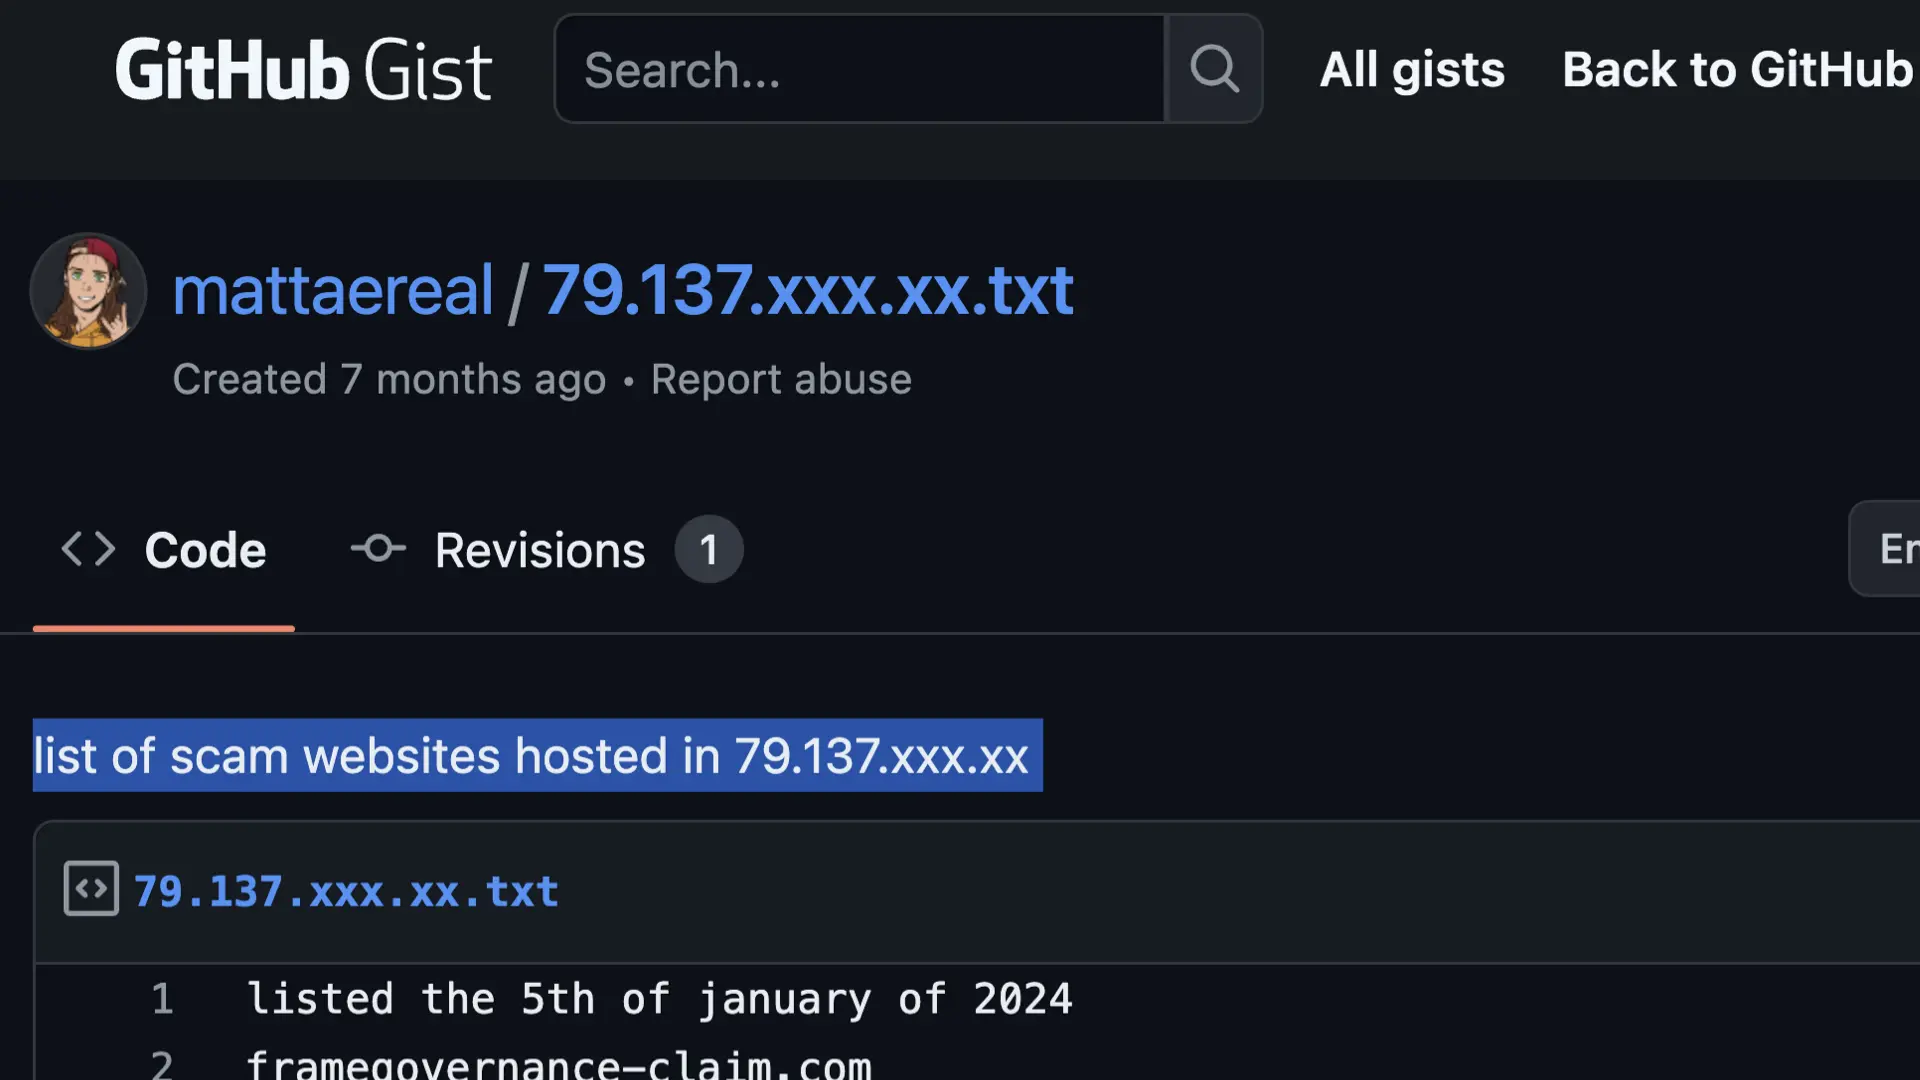 GitHub Gist Search... All gists Back to GitHub
mattaereal / 79.137.xxx.xx.txt
Created 7 months ago • Report abuse
Code Revisions 1
list of scam websites hosted in 79.137.xxx.xx
79.137.xxx.xx.txt
1 listed the 5th of january of 2024
2 framegovernance-claim.com